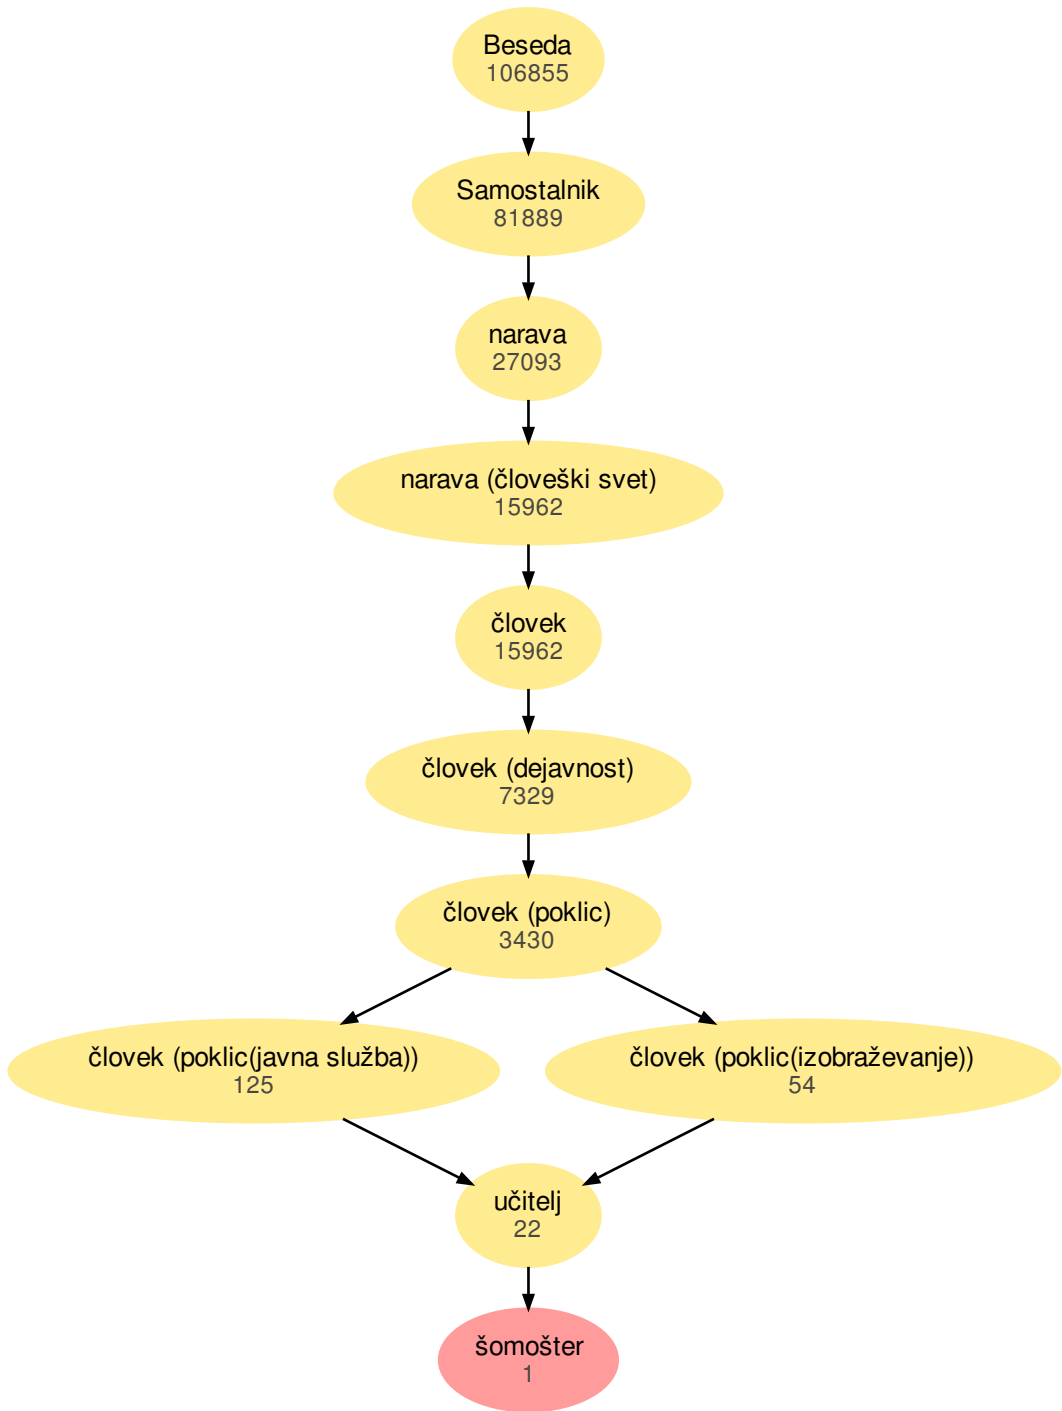 Beseda
106855
Samostalnik
81889
narava
27093
narava (človeški svet)
15962
človek
15962
človek (dejavnost)
7329
človek (poklic)
3430
človek (poklic(javna služba))
125
človek (poklic(izobraževanje))
54
učitelj
22
šomošter
1